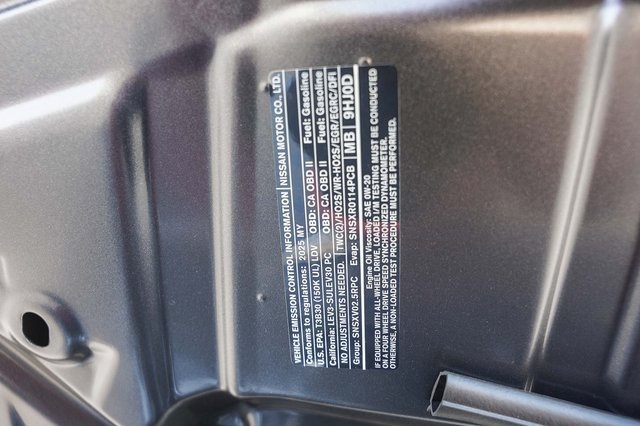 VEHICLE EMISSION CONTROL INFORMATION NISSAN MOTOR CO., LTD.
Conforms to regulations: 2025 MY Fuel: Gasoline
U.S. EPA: T3B30 (150K UL) LDV OBD: CA OBD II Fuel: Gasoline
California: LEV3-SULEV30 PC OBD: CA OBD II
NO ADJUSTMENTS NEEDED. TWC(2)/HO2S/WR-HO2S/EGR/EGRC/DFI
Group: SNSXV02.5RPC Evap: SNSXR0114PCB MB 9HJ0D
Engine Oil Viscosity: SAE 0W-20
IF EQUIPPED WITH ALL-WHEEL DRIVE, LOADED I/M TESTING MUST BE CONDUCTED
ON A FOUR WHEEL DRIVE SPEED SYNCHRONIZED DYNAMOMETER.
OTHERWISE, A NON-LOADED TEST PROCEDURE MUST BE PERFORMED.